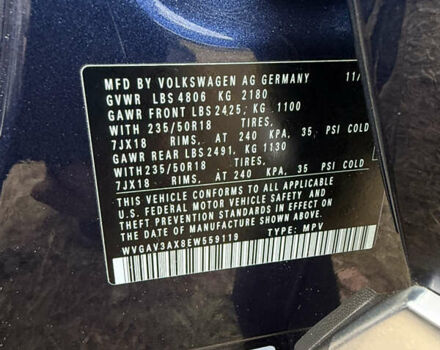 MFD BY VOLKSWAGEN AG GERMANY 11/
GVWR LBS 4806 KG 2180
GAWR FRONT LBS 2425, KG 1100
WITH 235/50R18 TIRES,
7JX18 RIMS, AT 240 KPA, 35 PSI COLD
GAWR REAR LBS 2491, KG 1130
WITH 235/50R18 TIRES,
7JX18 RIMS, AT 240 KPA, 35 PSI COLD
THIS VEHICLE CONFORMS TO ALL APPLICABLE
U.S. FEDERAL MOTOR VEHICLE SAFETY AND
THEFT PREVENTION STANDARDS IN EFFECT ON
THE DATE OF MANUFACTURE SHOWN ABOVE.
WVGAV3AX8EW559119 TYPE: MPV